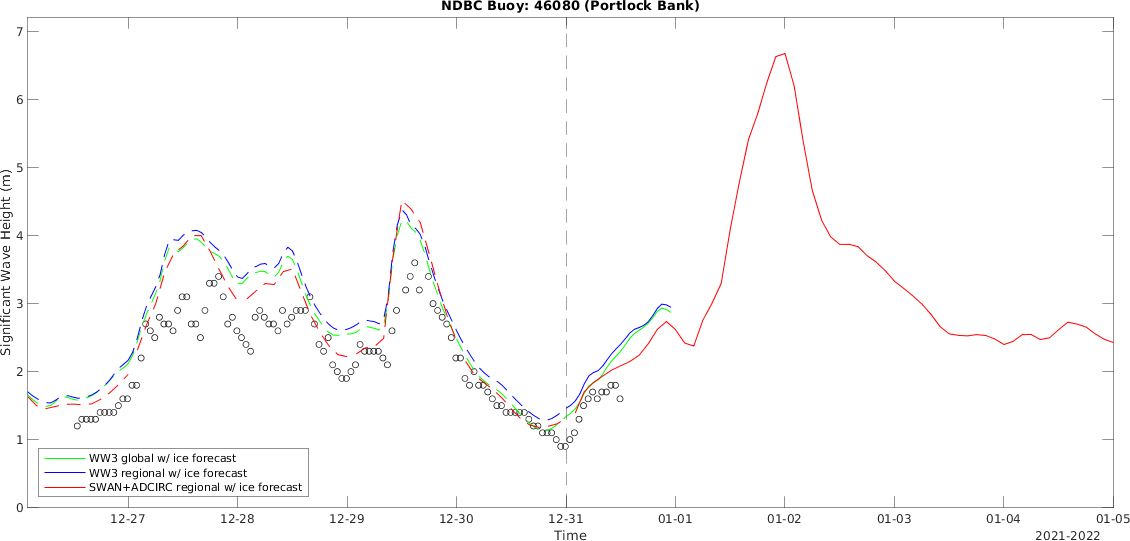 NDBC Buoy: 46080 (Portlock Bank)
7
6
5
4
3
2
1
0
Significant Wave Height (m)
WW3 global w/ ice forecast
WW3 regional w/ ice forecast
SWAN+ADCIRC regional w/ ice forecast
12-27 12-28 12-29 12-30 12-31 01-01 01-02 01-03 01-04 01-05
Time
2021-2022